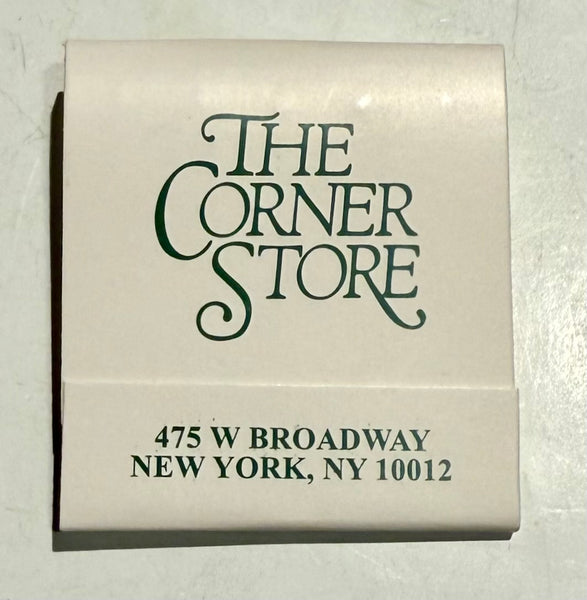 THE
CORNER
STORE
475 W BROADWAY
NEW YORK, NY 10012